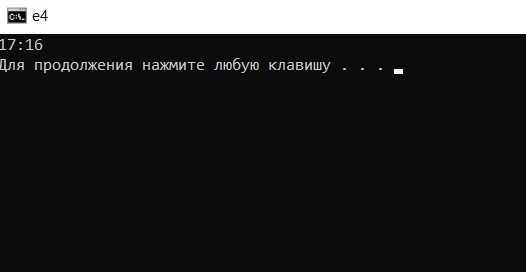 e4
17:16
Для продолжения нажмите любую клавишу . . .